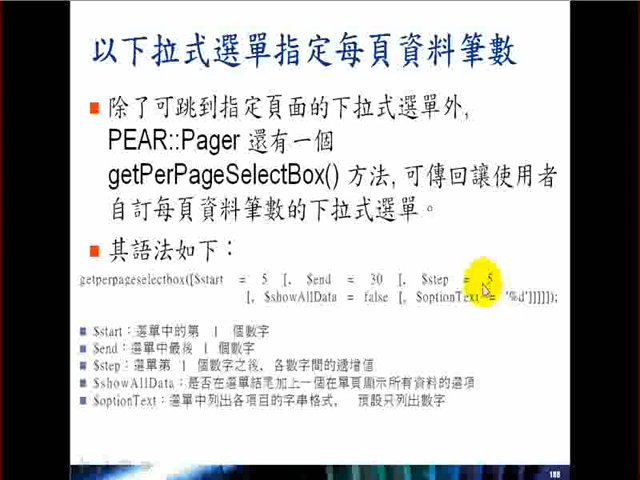 以下拉式選單指定每頁資料筆數
除了可跳到指定頁面的下拉式選單外,
PEAR::Pager 還有一個
getPerPageSelectBox() 方法, 可傳回讓使用者
自訂每頁資料筆數的下拉式選單。
其語法如下：
getperpageselectbox([$start = 5 [, $end = 30 [, $step = 5
[, $showAllData = false [, $optionText = '%d']]]]]);
$start：選單中的第 1 個數字
$end：選單中最後 1 個數字
$step：選單第 1 個數字之後，各數字間的遞增值
$showAllData：是否在選單結尾加上一個在單頁顯示所有資料的選項
$optionText：選單中列出各項目的字串格式， 預設只列出數字
188